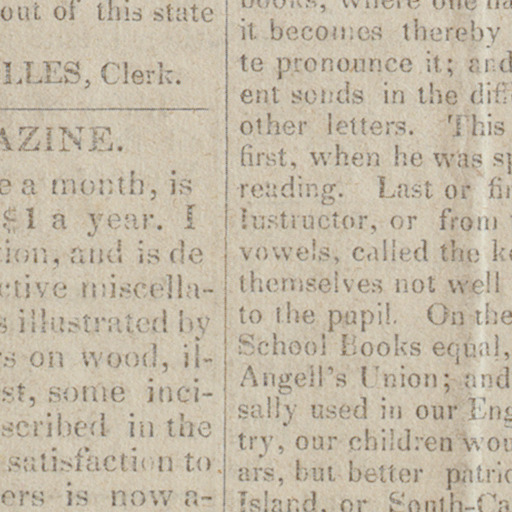 out of this state
LLES, Clerk.
AZINE.
e a month, is
$1 a year. I
tion, and is de
ctive miscella-
s illustrated by
rs on wood, il-
st, some inci-
scribed in the
satisfaction to
ers is now a-
books, where one ha
it becomes thereby
te pronounce it; and
ent sonds in the diff
other letters. This
first, when he was sp
reading. Last or fi
Iustructor, or from
vowels, called the k
themselves not well
to the pupil. On the
School Books equal,
Angell's Union; and
sally used in our Eng
try, our children wou
ars, but better patri
Island, or South-Ca